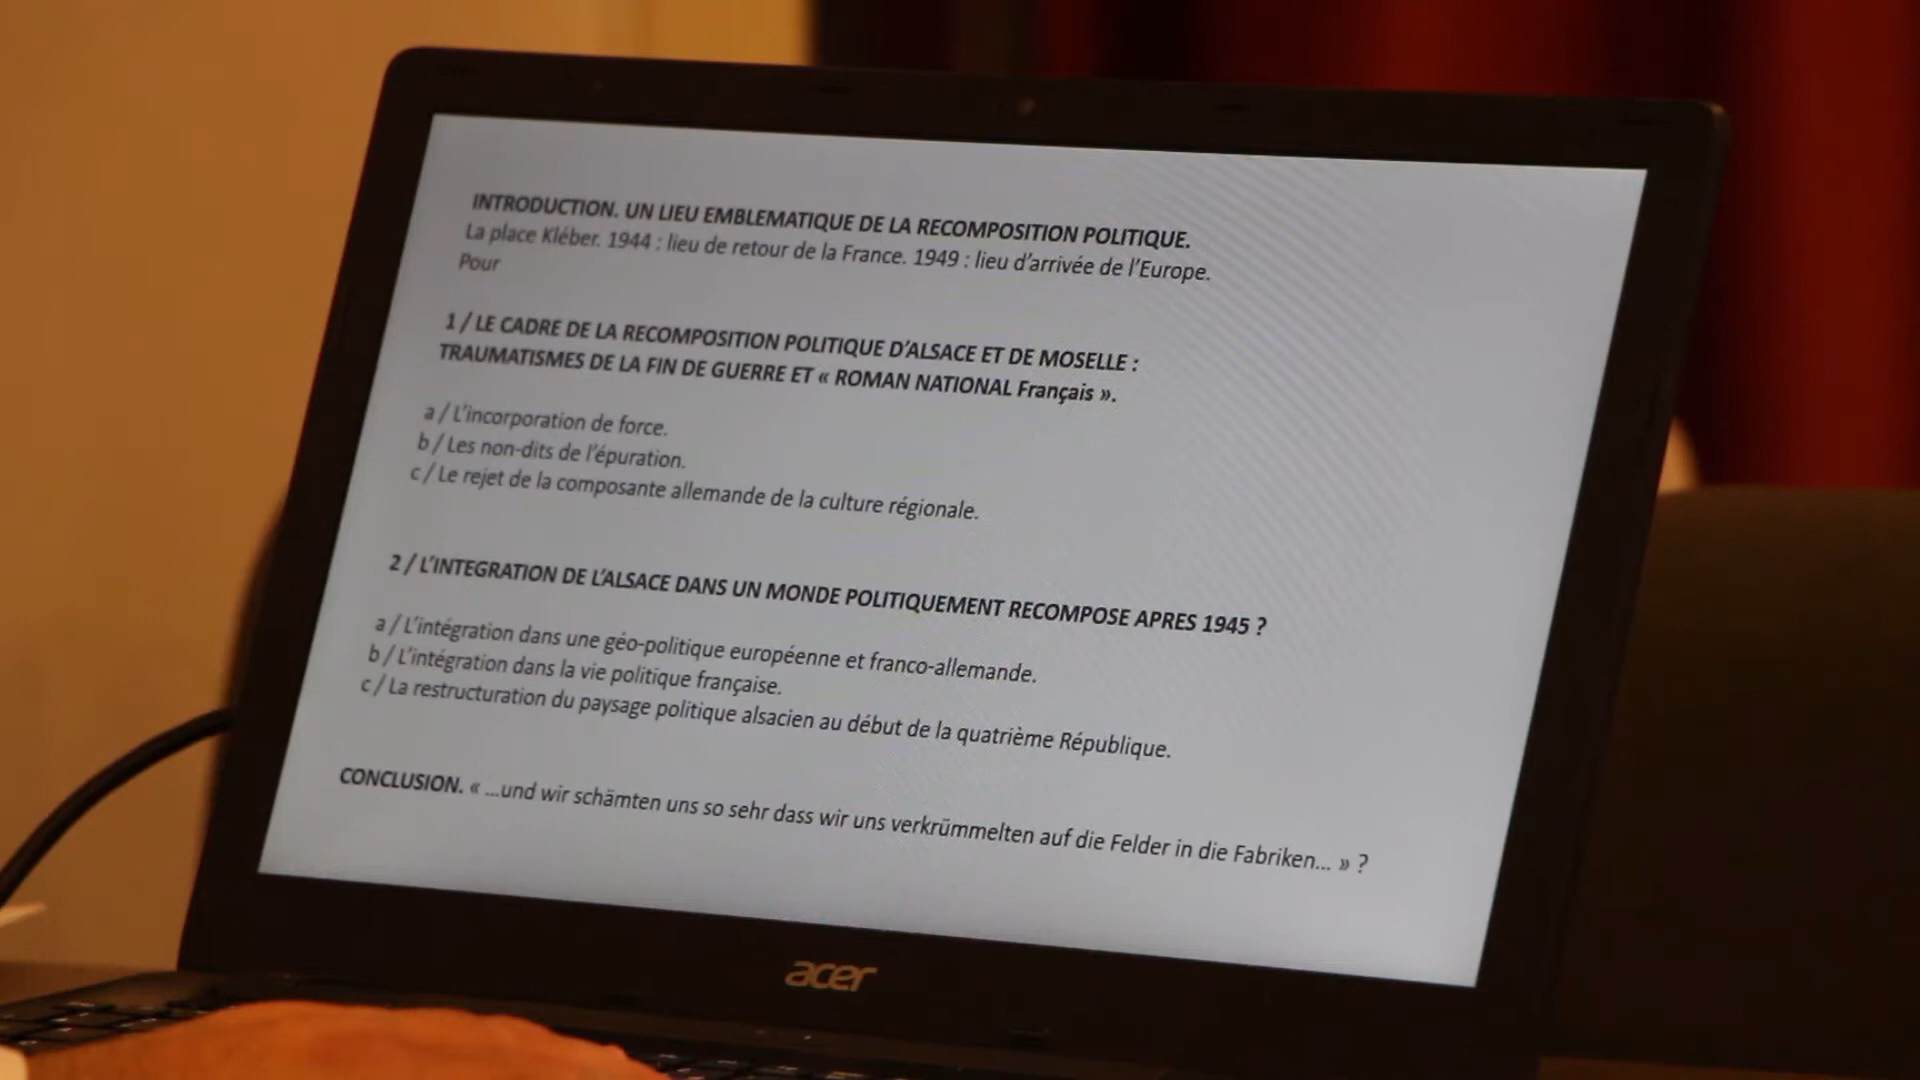 INTRODUCTION. UN LIEU EMBLEMATIQUE DE LA RECOMPOSITION POLITIQUE.
La place Kléber. 1944 : lieu de retour de la France. 1949 : lieu d’arrivée de l’Europe.
Pour
1 / LE CADRE DE LA RECOMPOSITION POLITIQUE D’ALSACE ET DE MOSELLE :
TRAUMATISMES DE LA FIN DE GUERRE ET « ROMAN NATIONAL Français ».
a / L’incorporation de force.
b / Les non-dits de l’épuration.
c / Le rejet de la composante allemande de la culture régionale.
2 / L’INTEGRATION DE L’ALSACE DANS UN MONDE POLITIQUEMENT RECOMPOSE APRES 1945 ?
a / L’intégration dans une géo-politique européenne et franco-allemande.
b / L’intégration dans la vie politique française.
c / La restructuration du paysage politique alsacien au début de la quatrième République.
CONCLUSION. « ...und wir schämten uns so sehr dass wir uns verkrümmelten auf die Felder in die Fabriken... » ?
acer